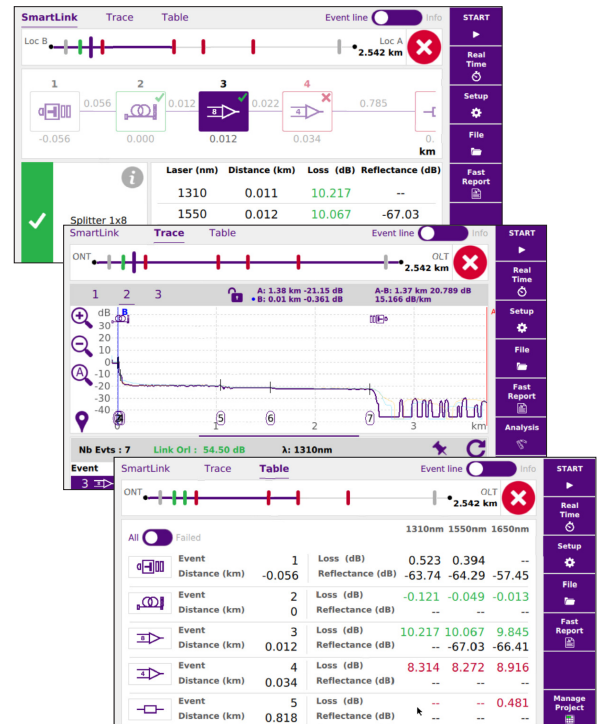 SmartLink Trace Table Event line Info START
Loc B Loc A
2.542 km
Real
Time
1 2 3 4
Setup
0.056 0.012 0.022 0.785
8 4
File
-0.056 0.000 0.012 0.034 0.
km
Fast
Report
Laser (nm) Distance (km) Loss (dB) Reflectance (dB)
1310 0.011 10.217 --
Splitter 1x8 1550 0.012 10.067 -67.03
SmartLink Trace Table Event line Info START
ONT OLT
2.542 km
Real
Time
1 2 3
A: 1.38 km -21.15 dB A-B: 1.37 km 20.789 dB
B: 0.01 km -0.361 dB 15.166 dB/km
Setup
dB B A
30
20
10
0
-10
-20
-30
-40
File
Fast
Report
5 6 7
0 1 2 3 km
Analysis
Nb Evts : 7 Link Orl : 54.50 dB λ: 1310nm
Event
3
SmartLink Trace Table Event line Info START
ONT OLT
2.542 km
Real
Time
1310nm 1550nm 1650nm
All Failed
Setup
Event 1 Loss (dB) 0.523 0.394 --
Distance (km) -0.056 Reflectance (dB) -63.74 -64.29 -57.45
File
Event 2 Loss (dB) -0.121 -0.049 -0.013
Distance (km) 0 Reflectance (dB) -- -- --
Fast
Report
8 Event 3 Loss (dB) 10.217 10.067 9.845
Distance (km) 0.012 Reflectance (dB) -- -67.03 -66.41
4 Event 4 Loss (dB) 8.314 8.272 8.916
Distance (km) 0.034 Reflectance (dB) -- -- --
Manage
Project
Event 5 Loss (dB) -- -- 0.481
Distance (km) 0.818 Reflectance (dB) -- -- --